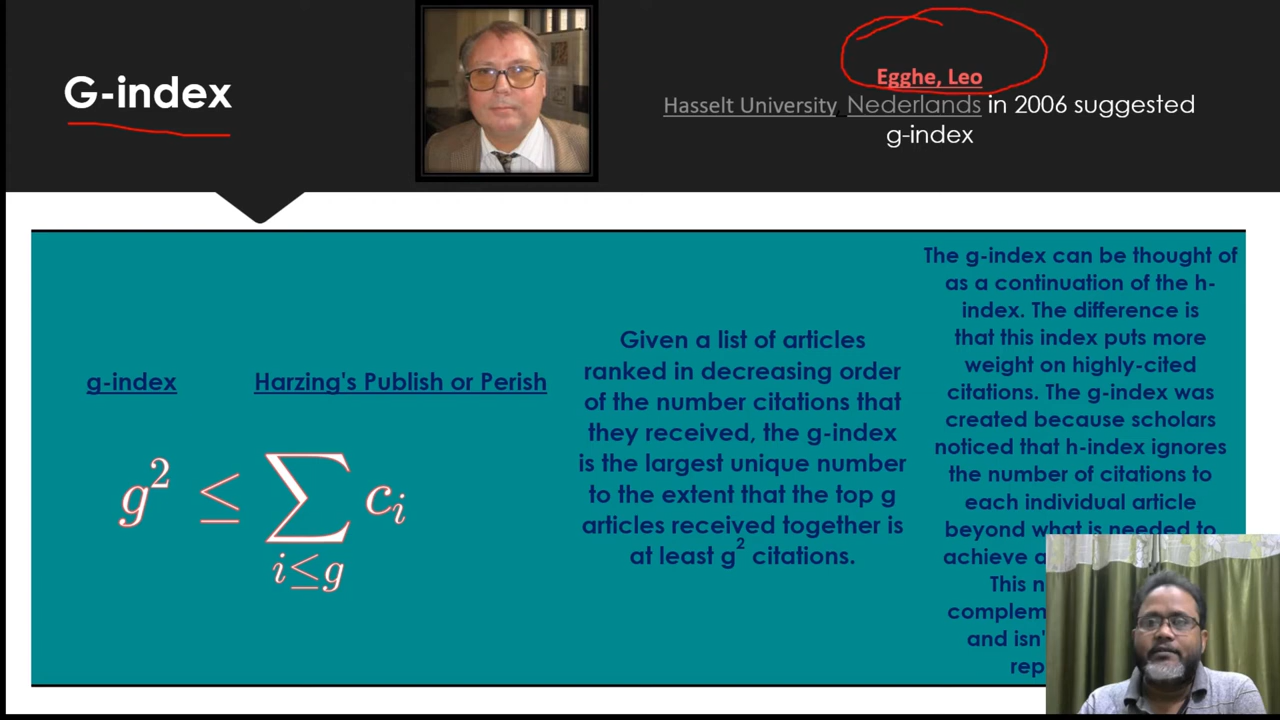 G-index
Egghe, Leo
Hasselt University, Nederlands in 2006 suggested
g-index
g-index
Harzing's Publish or Perish
g² ≤ ∑ cᵢ
i≤g
Given a list of articles
ranked in decreasing order
of the number citations that
they received, the g-index
is the largest unique number
to the extent that the top g
articles received together is
at least g² citations.
The g-index can be thought of
as a continuation of the h-
index. The difference is
that this index puts more
weight on highly-cited
citations. The g-index was
created because scholars
noticed that h-index ignores
the number of citations to
each individual article
beyond what is needed to
achieve
This
and